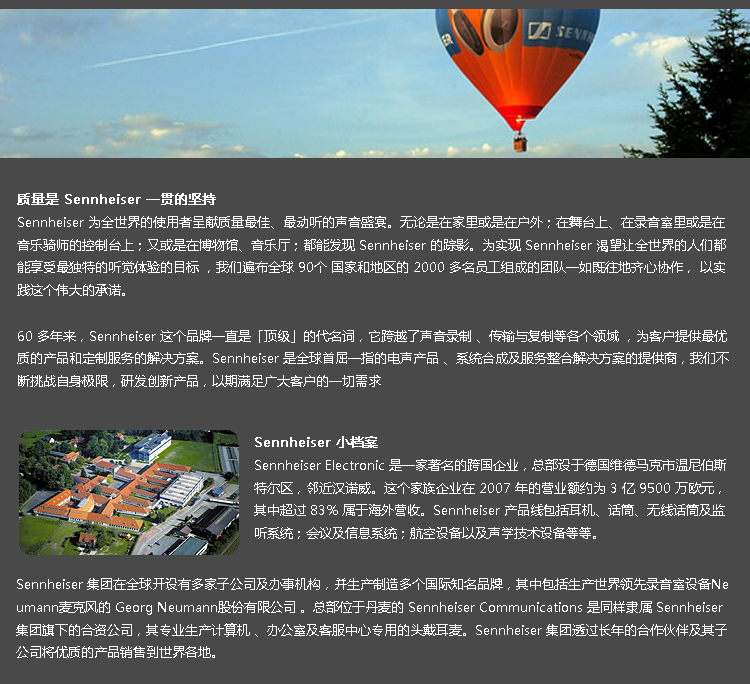 SENN
ER
质量是 Sennheiser 一贯的坚持
Sennheiser 为全世界的使用者呈献质量最佳、最动听的声音盛宴。无论是在家里或是在户外；在舞台上、在录音室里或是在
音乐骑师的控制台上；又或是在博物馆、音乐厅；都能发现 Sennheiser 的踪影。为实现 Sennheiser 渴望让全世界的人们都
能享受最独特的听觉体验的目标 ，我们遍布全球 90个 国家和地区的 2000 多名员工组成的团队一如既往地齐心协作， 以实
践这个伟大的承诺。
60 多年来，Sennheiser 这个品牌一直是「顶级」的代名词，它跨越了声音录制 、传输与复制等各个领域 ，为客户提供最优
质的产品和定制服务的解决方案。Sennheiser 是全球首屈一指的电声产品 、系统合成及服务整合解决方案的提供商，我们不
断挑战自身极限，研发创新产品，以期满足广大客户的一切需求
Sennheiser 小档案
Sennheiser Electronic 是一家著名的跨国企业，总部设于德国维德马克市温尼伯斯
特尔区，邻近汉诺威。这个家族企业在 2007 年的营业额约为 3 亿 9500 万欧元，
其中超过 83% 属于海外营收。Sennheiser 产品线包括耳机、话筒、无线话筒及监
听系统；会议及信息系统；航空设备以及声学技术设备等等。
Sennheiser 集团在全球开设有多家子公司及办事机构，并生产制造多个国际知名品牌，其中包括生产世界领先录音室设备Ne
umann麦克风的 Georg Neumann股份有限公司 。总部位于丹麦的 Sennheiser Communications 是同样隶属 Sennheiser
集团旗下的合资公司，其专业生产计算机 、办公室及客服中心专用的头戴耳麦。Sennheiser 集团透过长年的合作伙伴及其子
公司将优质的产品销售到世界各地。